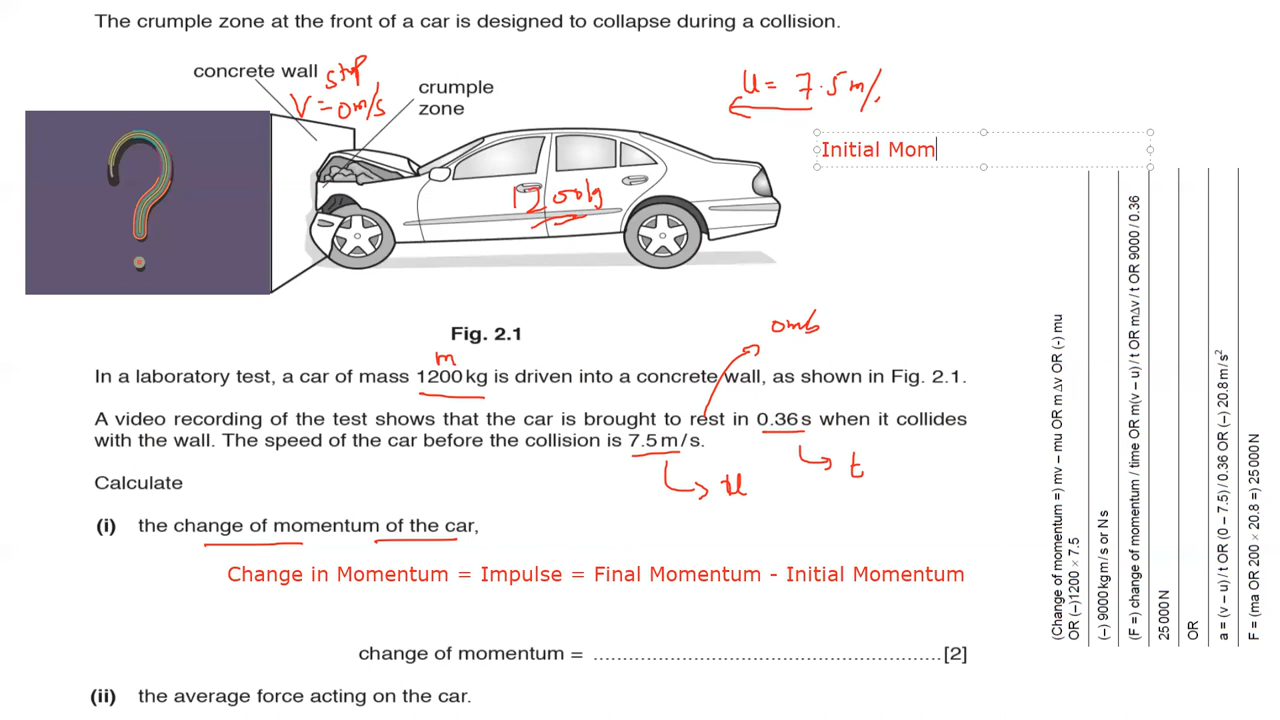 The crumple zone at the front of a car is designed to collapse during a collision.
concrete wall
stop
V = 0m/s
crumple
zone
U = 7.5m/s
Initial Mom
1200kg
Fig. 2.1
0m/s
m
In a laboratory test, a car of mass 1200 kg is driven into a concrete wall, as shown in Fig. 2.1.
A video recording of the test shows that the car is brought to rest in 0.36 s when it collides
with the wall. The speed of the car before the collision is 7.5 m/s.
t
u
Calculate
(i) the change of momentum of the car,
Change in Momentum = Impulse = Final Momentum - Initial Momentum
change of momentum = ........................................................ [2]
(ii) the average force acting on the car.
(Change of momentum =) mv – mu OR m∆v OR (-) mu
OR (–)1200 × 7.5
(–) 9000 kg m/s or N s
(F =) change of momentum / time OR m(v – u) / t OR m∆v / t OR 9000 / 0.36
25 000 N
OR
a = (v – u) / t OR (0 – 7.5) / 0.36 OR (–) 20.8 m / s²
F = (ma OR 200 × 20.8 =) 25 000 N